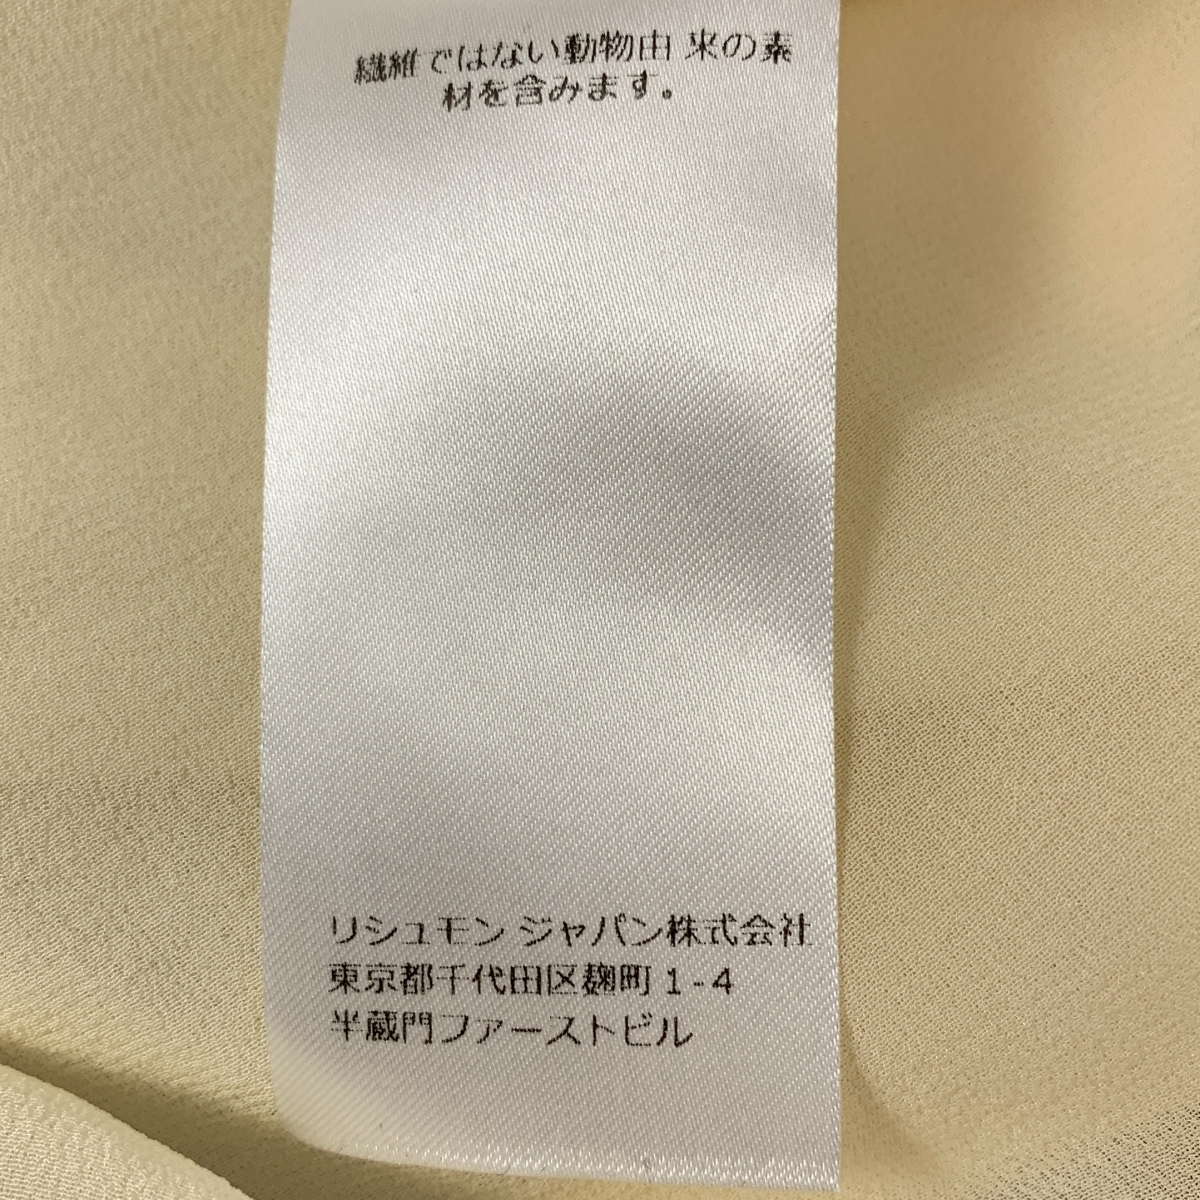 繊維ではない動物由 来の素
材を含みます。
リシュモン ジャパン株式会社
東京都千代田区麹町 1-4
半蔵門ファーストビル